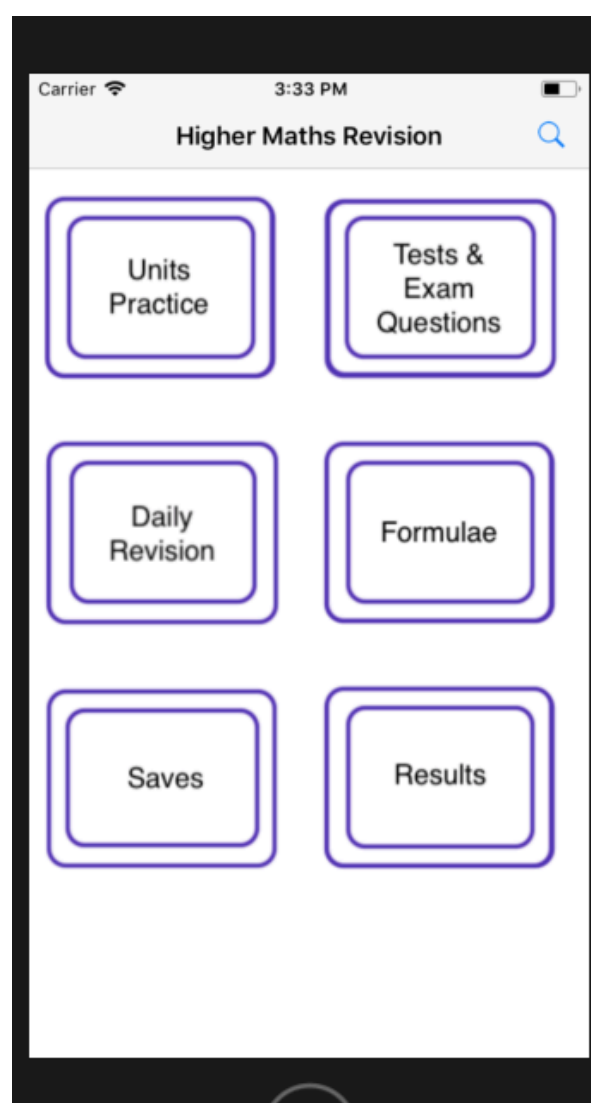 Carrier
3:33 PM
Higher Maths Revision
Units
Practice
Tests &
Exam
Questions
Daily
Revision
Formulae
Saves
Results